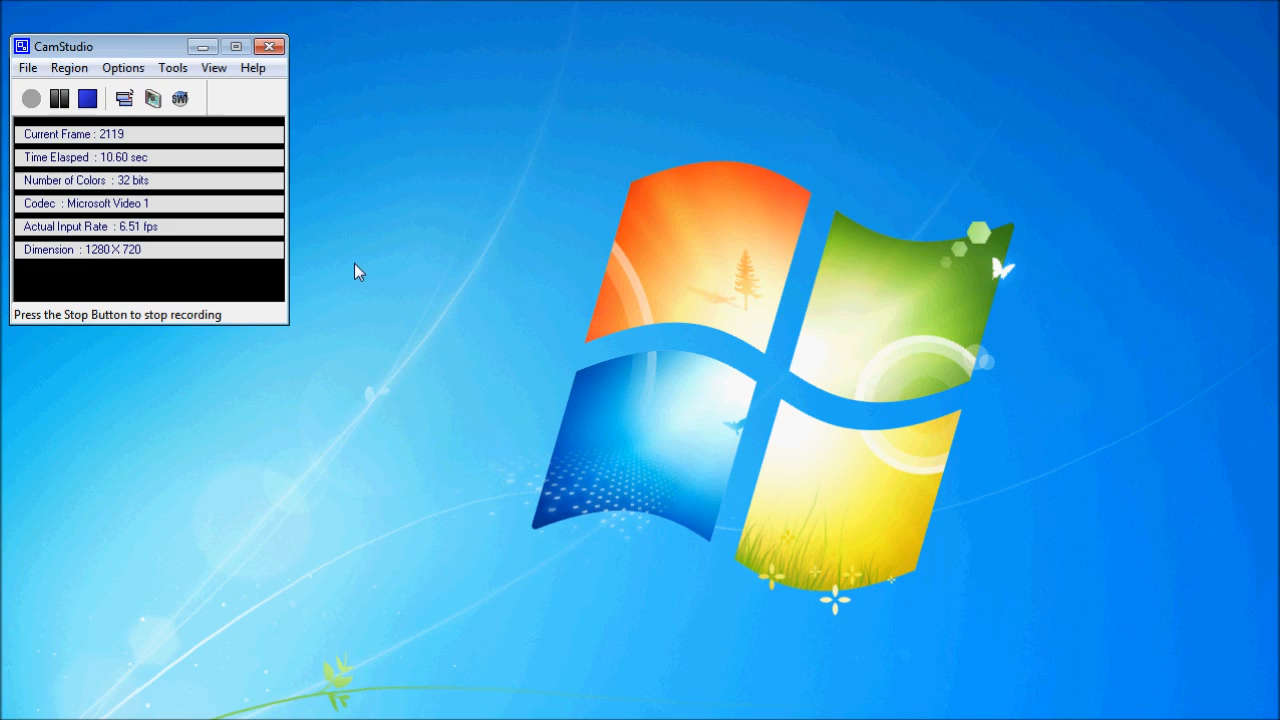 CamStudio
File Region Options Tools View Help
SWF
Current Frame : 2119
Time Elasped : 10.60 sec
Number of Colors : 32 bits
Codec : Microsoft Video 1
Actual Input Rate : 6.51 fps
Dimension : 1280 X 720
Press the Stop Button to stop recording